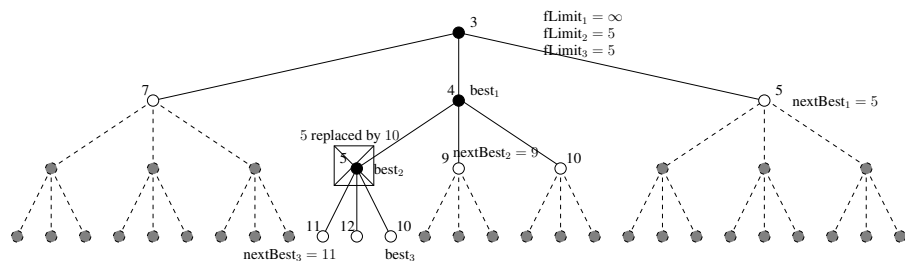 3
fLimit₁ = ∞
fLimit₂ = 5
fLimit₃ = 5
7
4
best₁
5
nextBest₁ = 5
5 replaced by 10
5
best₂
9
nextBest₂ = 9
10
11
12
10
nextBest₃ = 11
best₃